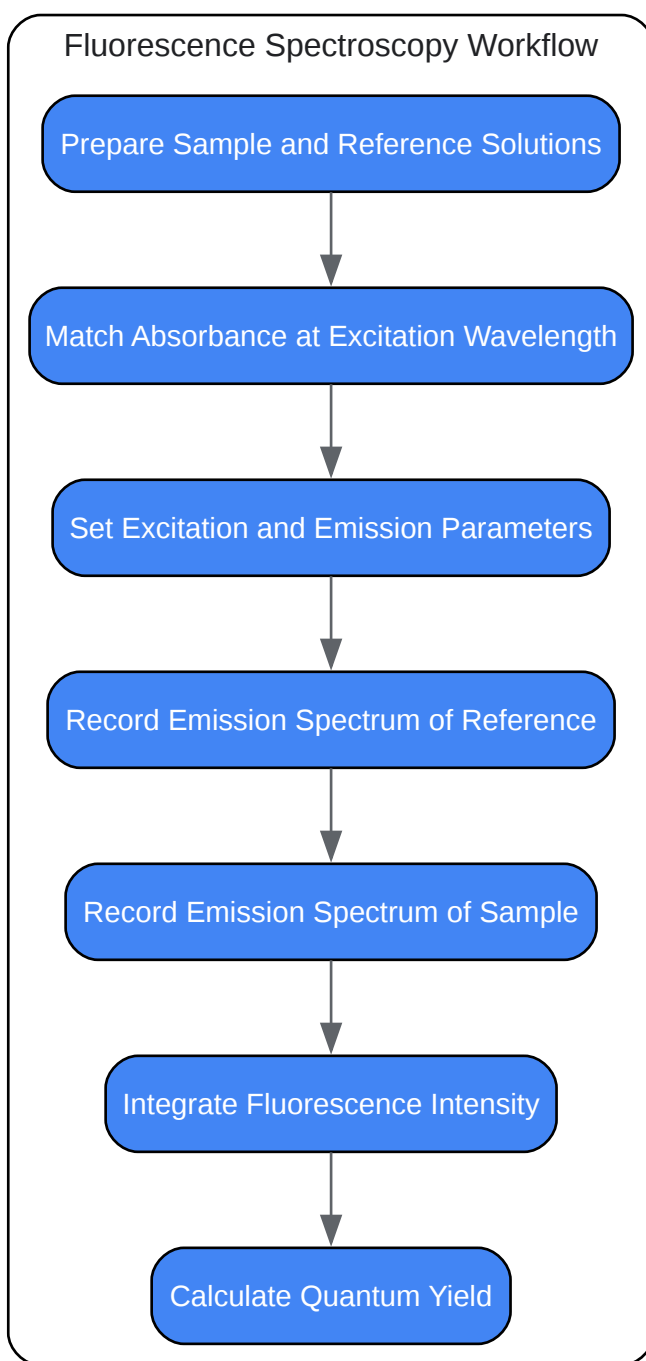 Fluorescence Spectroscopy Workflow
Prepare Sample and Reference Solutions
Match Absorbance at Excitation Wavelength
Set Excitation and Emission Parameters
Record Emission Spectrum of Reference
Record Emission Spectrum of Sample
Integrate Fluorescence Intensity
Calculate Quantum Yield